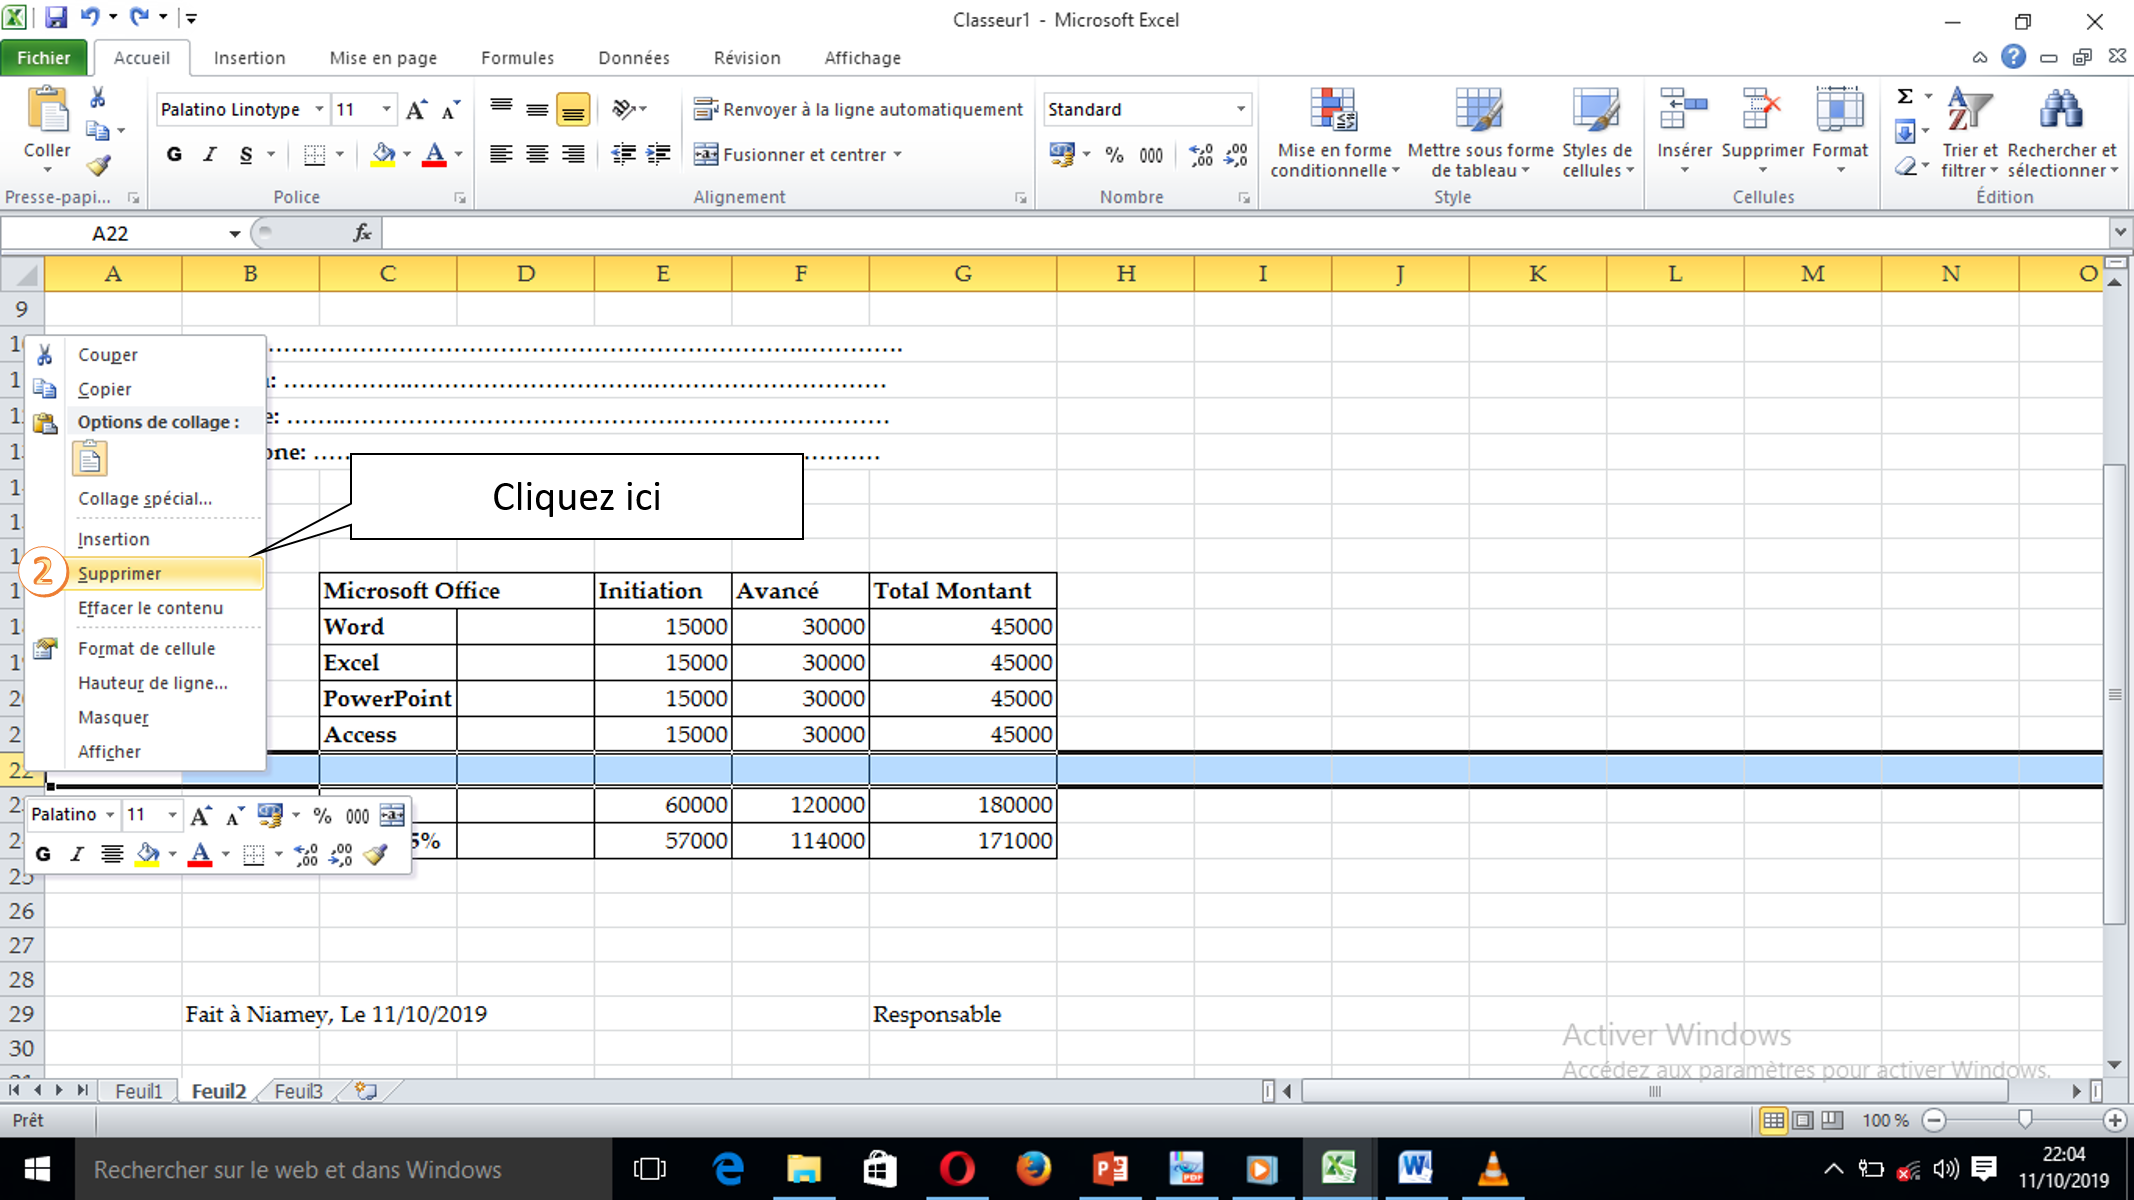 Classeur1 - Microsoft Excel
Fichier Accueil Insertion Mise en page Formules Données Révision Affichage
Coller
Presse-papi...
Palatino Linotype 11
G I S
Police
Renvoyer à la ligne automatiquement
Fusionner et centrer
Alignement
Standard
% 000 ,00 ,00
Nombre
Mise en forme conditionnelle
Mettre sous forme de tableau
Styles de cellules
Style
Insérer Supprimer Format
Cellules
Trier et filtrer
Rechercher et sélectionner
Édition
A22 fx
A B C D E F G H I J K L M N O
9
Couper
Copier
Options de collage :
Collage spécial...
Insertion
② Supprimer
Effacer le contenu
Format de cellule
Hauteur de ligne...
Masquer
Afficher
one:
Cliquez ici
Microsoft Office Initiation Avancé Total Montant
Word 15000 30000 45000
Excel 15000 30000 45000
PowerPoint 15000 30000 45000
Access 15000 30000 45000
22
60000 120000 180000
5% 57000 114000 171000
Palatino 11 % 000
G I A ,00 ,00
25
26
27
28
29 Fait à Niamey, Le 11/10/2019 Responsable
30
Activer Windows
Accédez aux paramètres pour activer Windows.
Feuil1 Feuil2 Feuil3
Prêt 100 %
Rechercher sur le web et dans Windows
22:04
11/10/2019